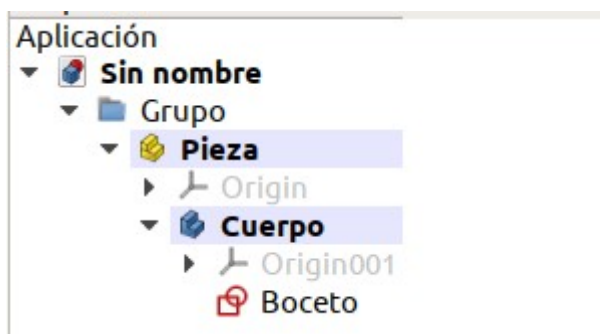 Aplicación
Sin nombre
Grupo
Pieza
Origin
Cuerpo
Origin001
Boceto